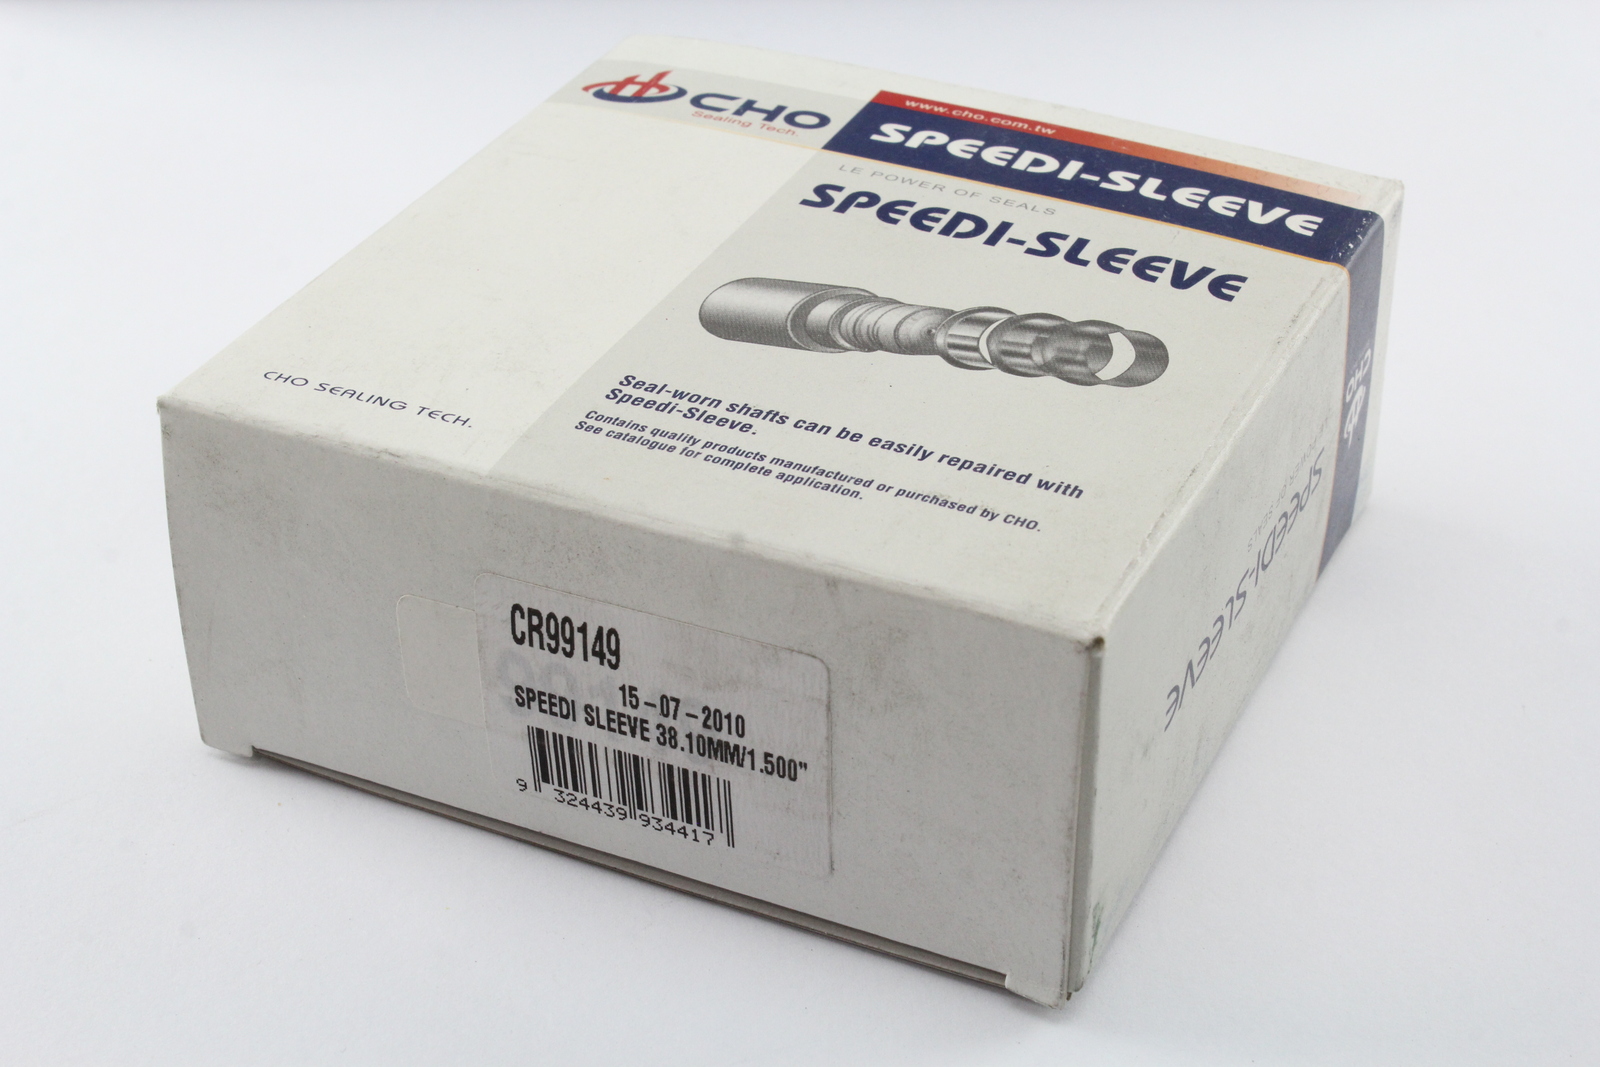 CHO
Sealing Tech.
www.cho.com.tw
SPEEDI-SLEEVE
LE POWER OF SEALS
SPEEDI-SLEEVE
Seal-worn shafts can be easily repaired with
Speedi-Sleeve.
Contains quality products manufactured or purchased by CHO.
See catalogue for complete application.
CHO SEALING TECH.
CR99149
15-07-2010
SPEEDI SLEEVE 38.10MM/1.500"
9 324439 934417
CHO
SPEEDI-SLEEVE